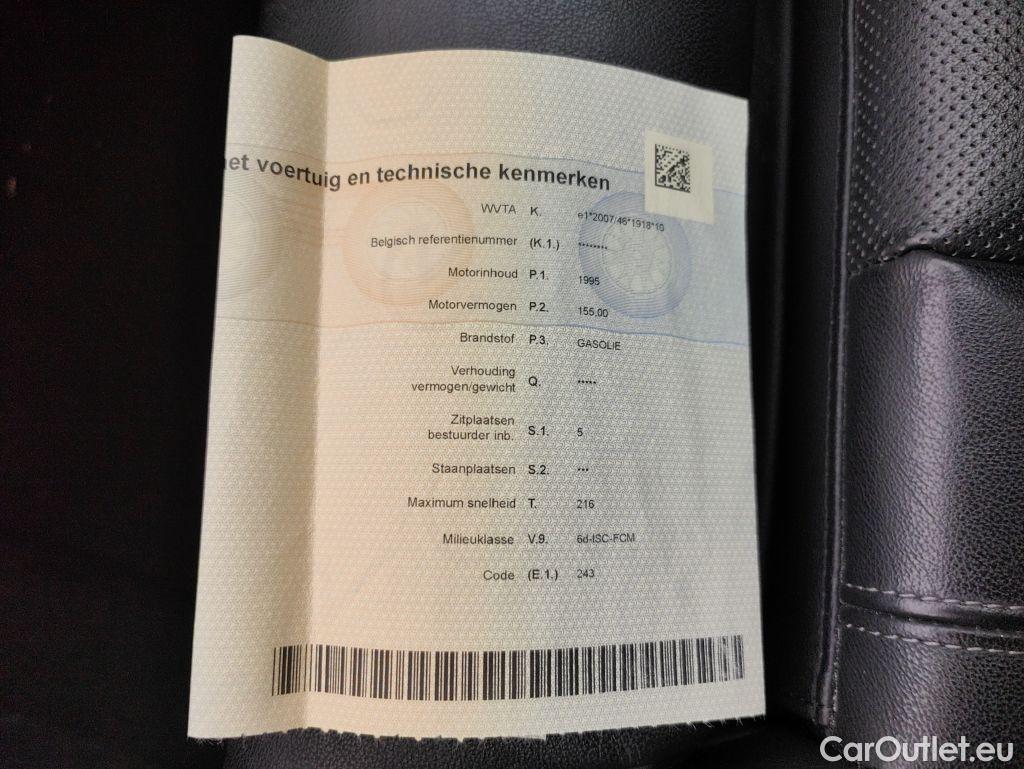 et voertuig en technische kenmerken
WVTA K. e1*2007/46*1918*10
Belgisch referentienummer (K.1.) ********
Motorinhoud P.1. 1995
Motorvermogen P.2. 155,00
Brandstof P.3. GASOLIE
Verhouding
vermogen/gewicht Q. *****
Zitplaatsen
bestuurder inb. S.1. 5
Staanplaatsen S.2. ***
Maximum snelheid T. 216
Milieuklasse V.9. 6d-ISC-FCM
Code (E.1.) 243
CarOutlet.eu